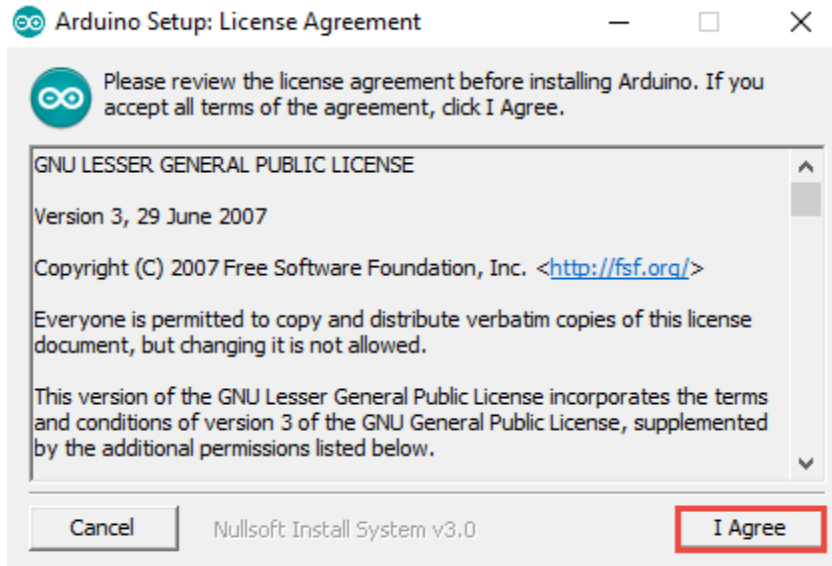 Arduino Setup: License Agreement
Please review the license agreement before installing Arduino. If you
accept all terms of the agreement, click I Agree.
GNU LESSER GENERAL PUBLIC LICENSE
Version 3, 29 June 2007
Copyright (C) 2007 Free Software Foundation, Inc. <http://fsf.org/>
Everyone is permitted to copy and distribute verbatim copies of this license
document, but changing it is not allowed.
This version of the GNU Lesser General Public License incorporates the terms
and conditions of version 3 of the GNU General Public License, supplemented
by the additional permissions listed below.
Cancel
Nullsoft Install System v3.0
I Agree